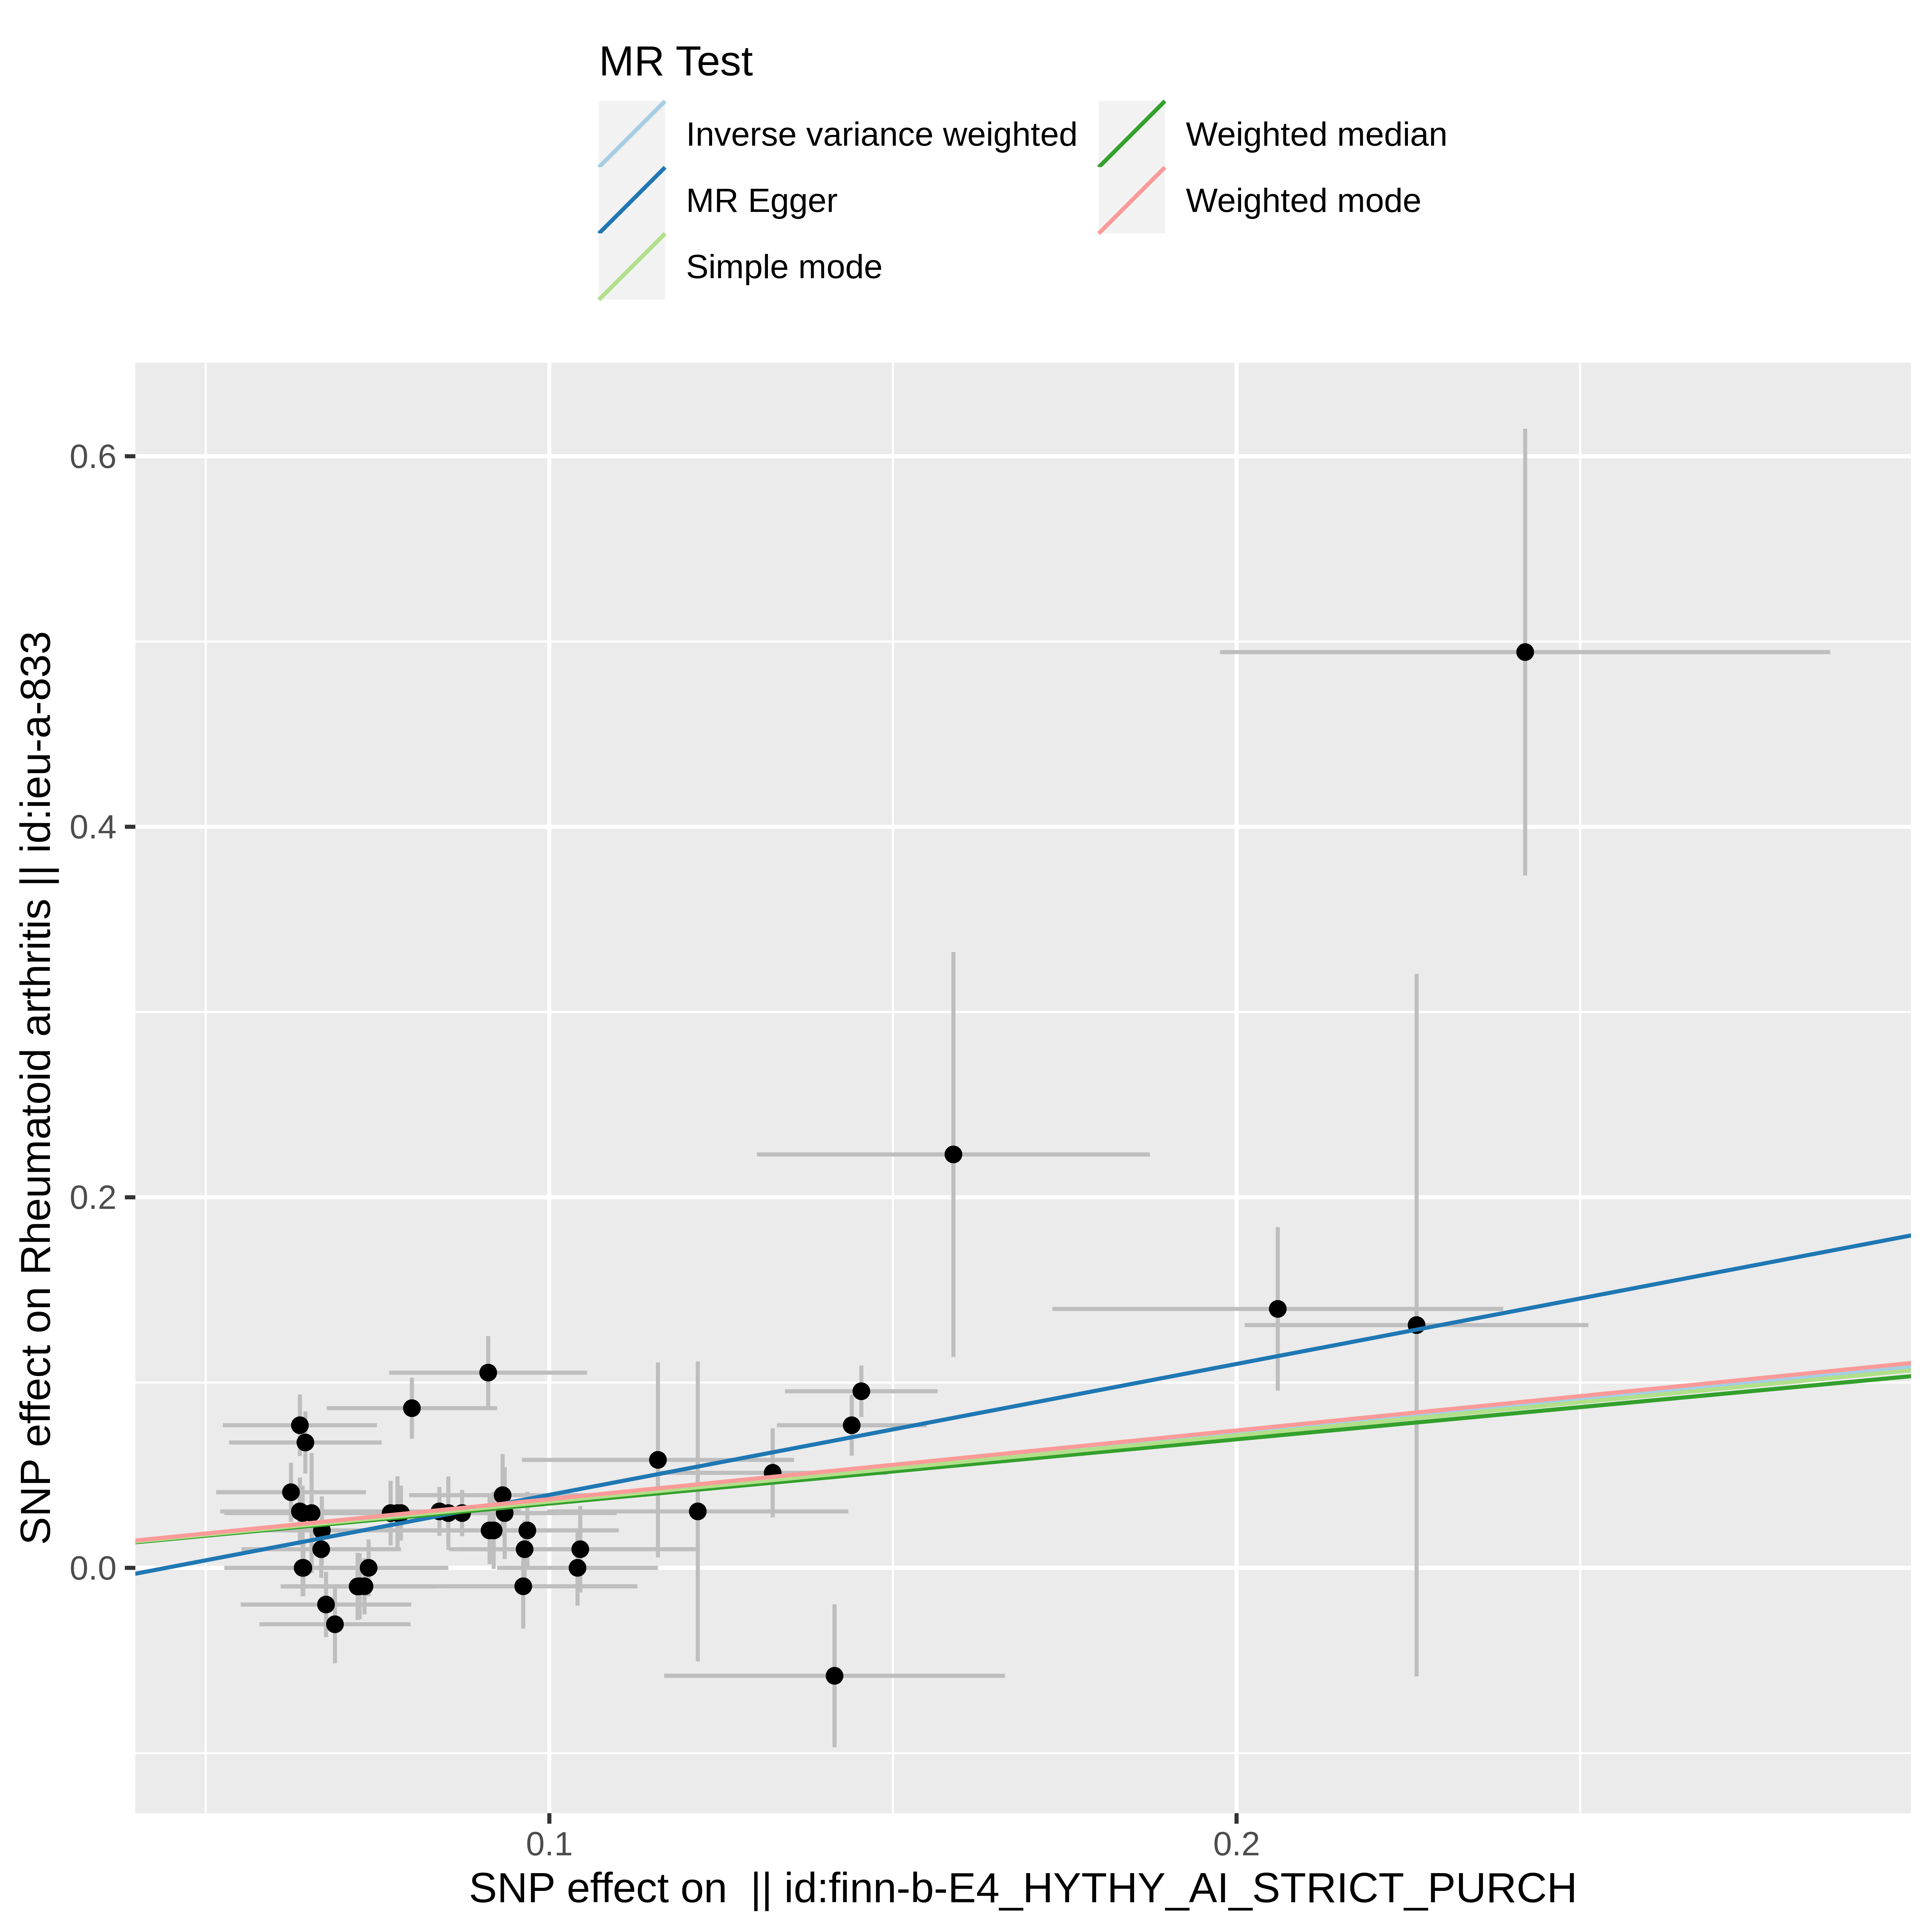 MR Test
Inverse variance weighted
Weighted median
MR Egger
Weighted mode
Simple mode
SNP effect on Rheumatoid arthritis || id:ieu-a-833
0.6
0.4
0.2
0.0
0.1
0.2
SNP effect on  || id:finn-b-E4_HYTHY_AI_STRICT_PURCH